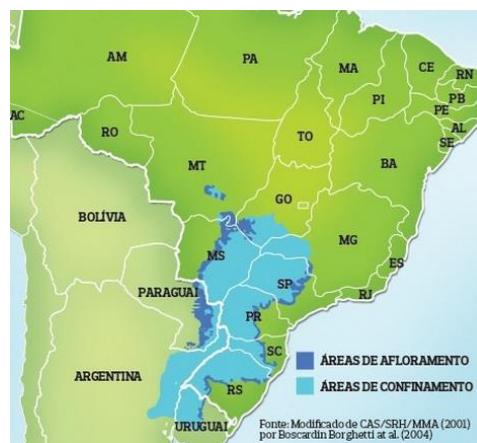 AM
PA
MA
CE
RN
PI
PB
PE
AL
SE
AC
RO
TO
BA
MT
GO
BOLÍVIA
MS
MG
ES
SP
RJ
PARAGUAI
PR
SC
ÁREAS DE AFLORAMENTO
ARGENTINA
RS
ÁREAS DE CONFINAMENTO
URUGUAI
Fonte: Modificado de CAS/SRH/MMA (2001)
por Boscardin Borghetti at al. (2004)